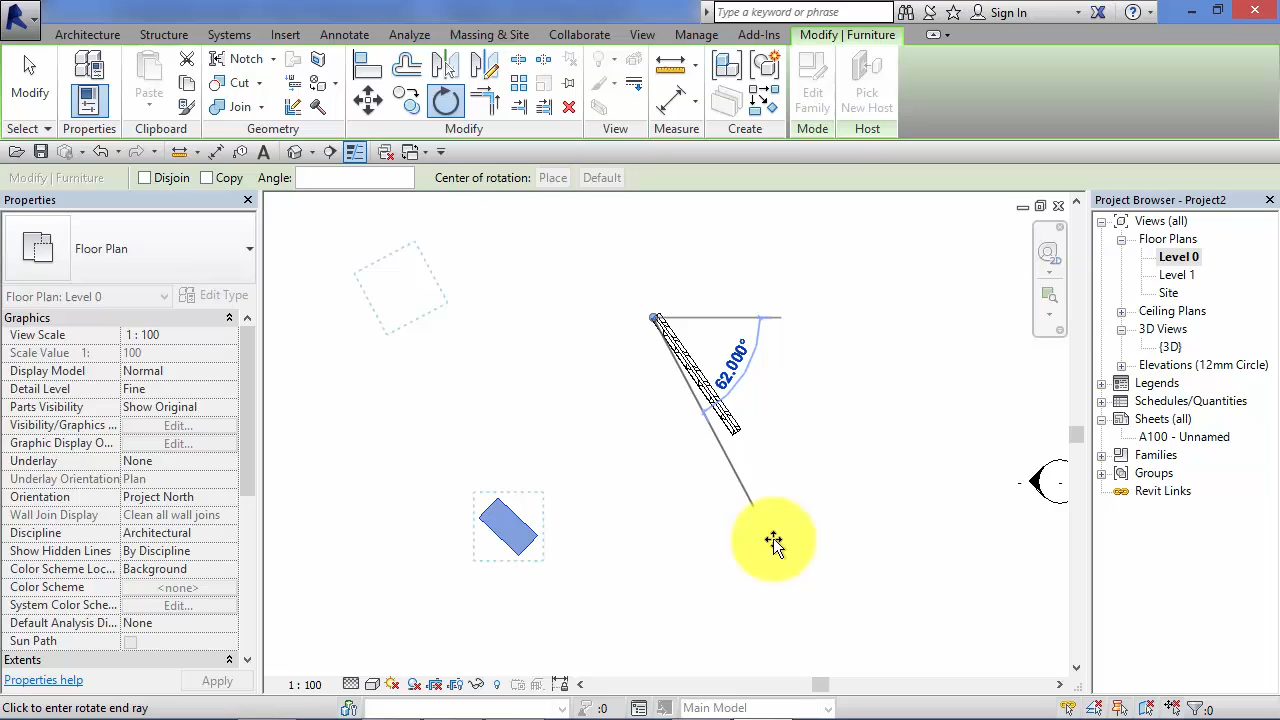 Type a keyword or phrase
Sign In
Architecture Structure Systems Insert Annotate Analyze Massing & Site Collaborate View Manage Add-Ins Modify | Furniture
Modify
Paste
Notch
Cut
Join
Edit Family
Pick New Host
Select Properties Clipboard Geometry Modify View Measure Create Mode Host
Modify | Furniture Disjoin Copy Angle: Center of rotation: Place Default
Properties
Floor Plan
Floor Plan: Level 0 Edit Type
Graphics
View Scale 1 : 100
Scale Value 1: 100
Display Model Normal
Detail Level Fine
Parts Visibility Show Original
Visibility/Graphics ... Edit...
Graphic Display O... Edit...
Underlay None
Underlay Orientation Plan
Orientation Project North
Wall Join Display Clean all wall joins
Discipline Architectural
Show Hidden Lines By Discipline
Color Scheme Loc... Background
Color Scheme <none>
System Color Sche... Edit...
Default Analysis Di... None
Sun Path
Extents
Properties help Apply
62.000°
2D
1 : 100
Project Browser - Project2
Views (all)
Floor Plans
Level 0
Level 1
Site
Ceiling Plans
3D Views
{3D}
Elevations (12mm Circle)
Legends
Schedules/Quantities
Sheets (all)
A100 - Unnamed
Families
Groups
Revit Links
Click to enter rotate end ray :0 Main Model :0